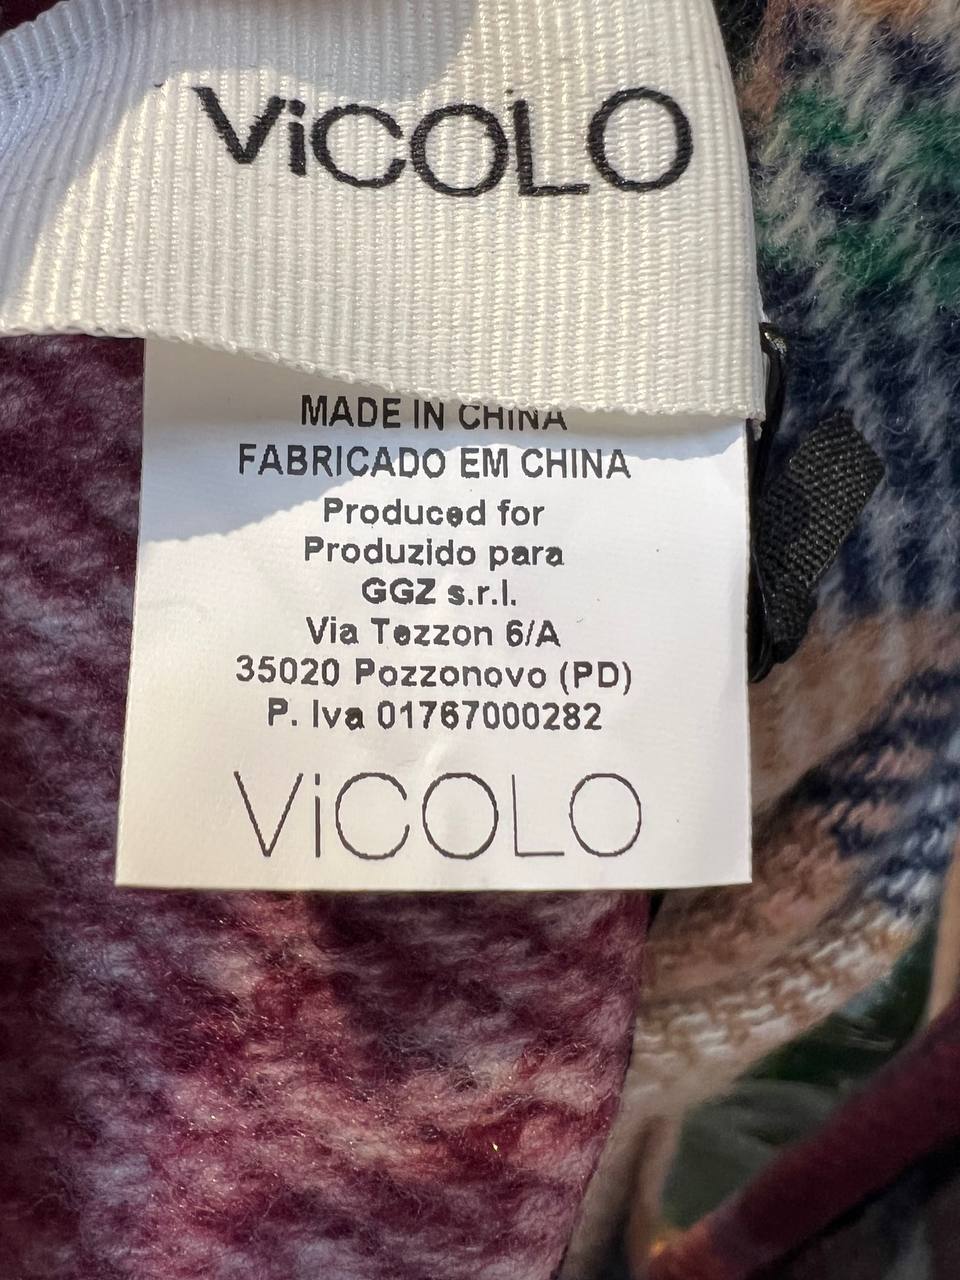 ViCOLO
MADE IN CHINA
FABRICADO EM CHINA
Produced for
Produzido para
GGZ s.r.l.
Via Tezzon 6/A
35020 Pozzonovo (PD)
P. Iva 01767000282
ViCOLO